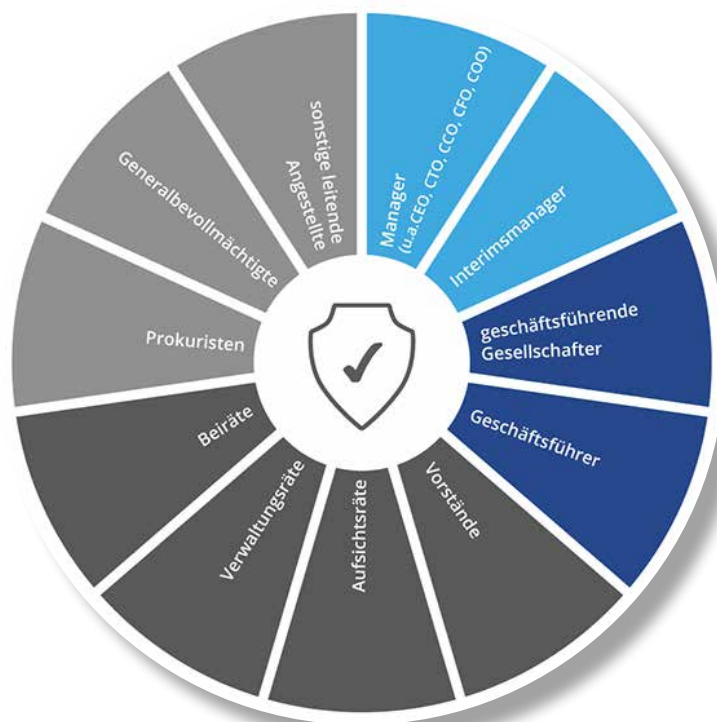 Manager
(u.a.CEO, CTO, CCO, CFO, COO)
Interimsmanager
geschäftsführende
Gesellschafter
Geschäftsführer
Vorstände
Aufsichtsräte
Verwaltungsräte
Beiräte
Prokuristen
Generalbevollmächtigte
sonstige leitende
Angestellte